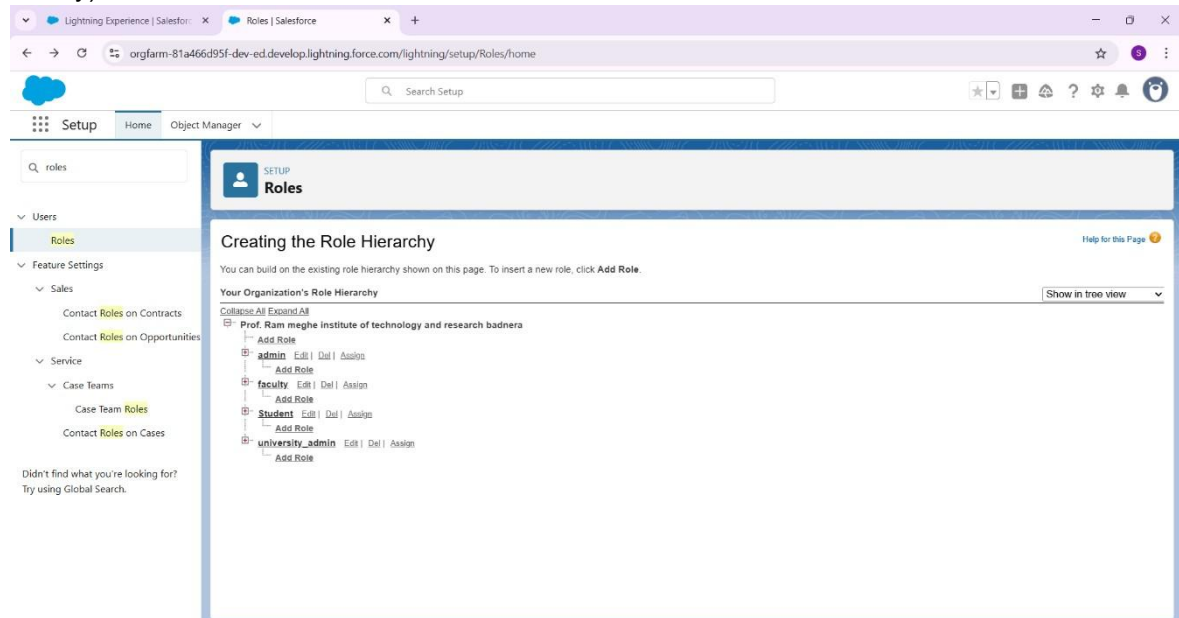 Lightning Experience | Salesforc
Roles | Salesforce
orgfarm-81a466d95f-dev-ed.develop.lightning.force.com/lightning/setup/Roles/home
S
Search Setup
Setup
Home
Object Manager
roles
SETUP
Roles
Users
Roles
Feature Settings
Sales
Contact Roles on Contracts
Contact Roles on Opportunities
Service
Case Teams
Case Team Roles
Contact Roles on Cases
Didn't find what you're looking for?
Try using Global Search.
Creating the Role Hierarchy
Help for this Page
You can build on the existing role hierarchy shown on this page. To insert a new role, click Add Role.
Your Organization's Role Hierarchy
Show in tree view
Collapse All Expand All
Prof. Ram meghe institute of technology and research badnera
Add Role
admin Edit | Del | Assign
Add Role
faculty Edit | Del | Assign
Add Role
Student Edit | Del | Assign
Add Role
university_admin Edit | Del | Assign
Add Role